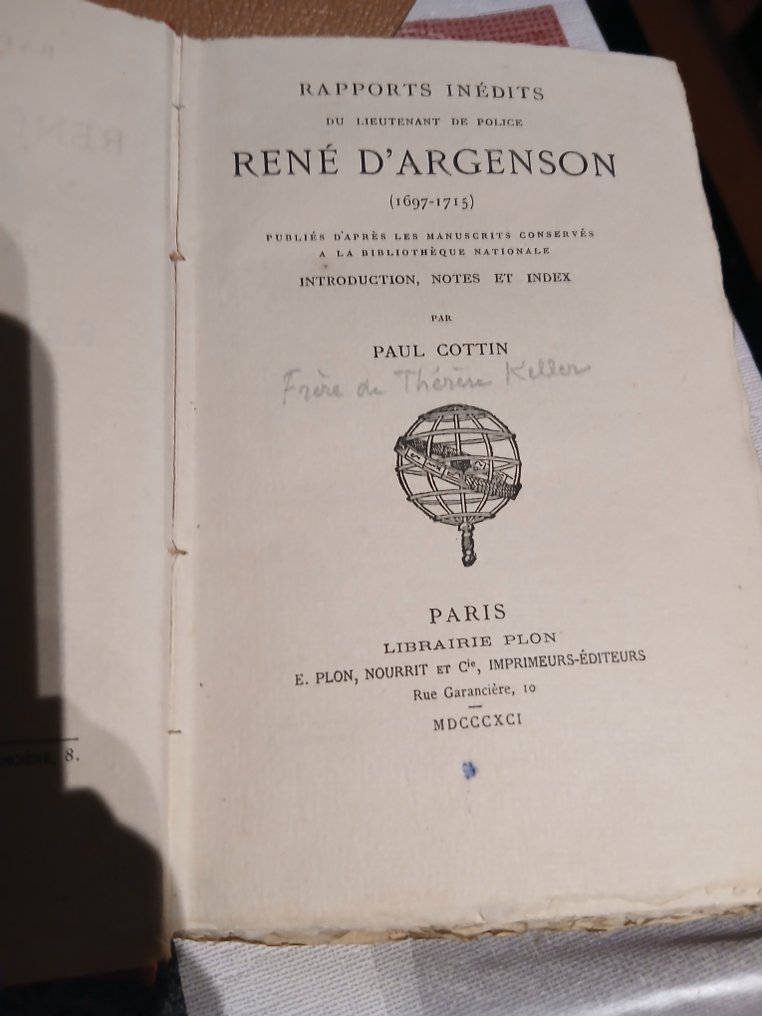 RAPPORTS INÉDITS
DU LIEUTENANT DE POLICE
RENÉ D'ARGENSON
(1697-1715)
PUBLIÉS D'APRÈS LES MANUSCRITS CONSERVÉS
A LA BIBLIOTHÈQUE NATIONALE
INTRODUCTION, NOTES ET INDEX
PAR
PAUL COTTIN
Frère de Thérèse Keller
PARIS
LIBRAIRIE PLON
E. PLON, NOURRIT ET Cie, IMPRIMEURS-ÉDITEURS
Rue Garancière, 10
MDCCCXCI
8.